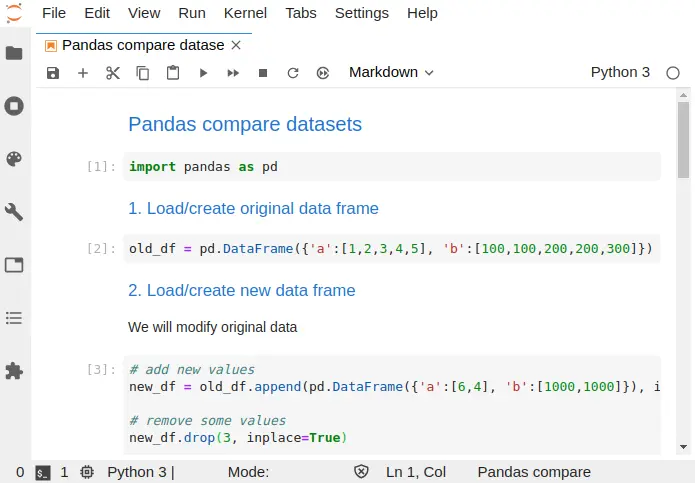 File Edit View Run Kernel Tabs Settings Help
Pandas compare datase
Markdown Python 3
Pandas compare datasets
[1]: import pandas as pd
1. Load/create original data frame
[2]: old_df = pd.DataFrame({'a':[1,2,3,4,5], 'b':[100,100,200,200,300]})
2. Load/create new data frame
We will modify original data
[3]: # add new values
new_df = old_df.append(pd.DataFrame({'a':[6,4], 'b':[1000,1000]}), i
# remove some values
new_df.drop(3, inplace=True)
0 $_ 1 Python 3 | Mode: Ln 1, Col Pandas compare